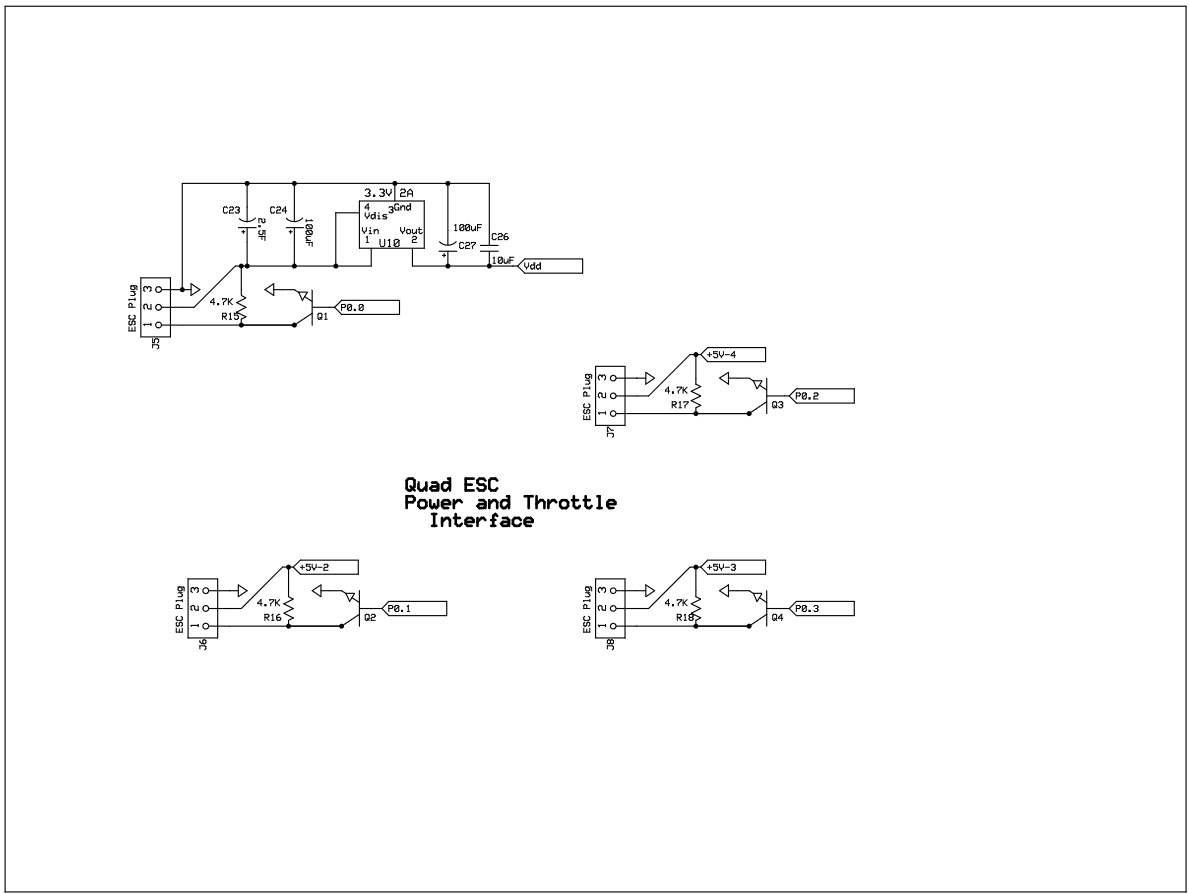 3.3V 2A
C23
2.5F
C24
100uF
4
Vdis
3Gnd
Vin
1
U10
Vout
2
100uF
C27
C26
10uF
Vdd
ESC Plug
3
2
1
J5
4.7K
R15
Q1
P0.0
+5V-4
ESC Plug
3
2
1
J7
4.7K
R17
Q3
P0.2
Quad ESC
Power and Throttle
Interface
+5V-2
ESC Plug
3
2
1
J6
4.7K
R16
Q2
P0.1
+5V-3
ESC Plug
3
2
1
J8
4.7K
R18
Q4
P0.3